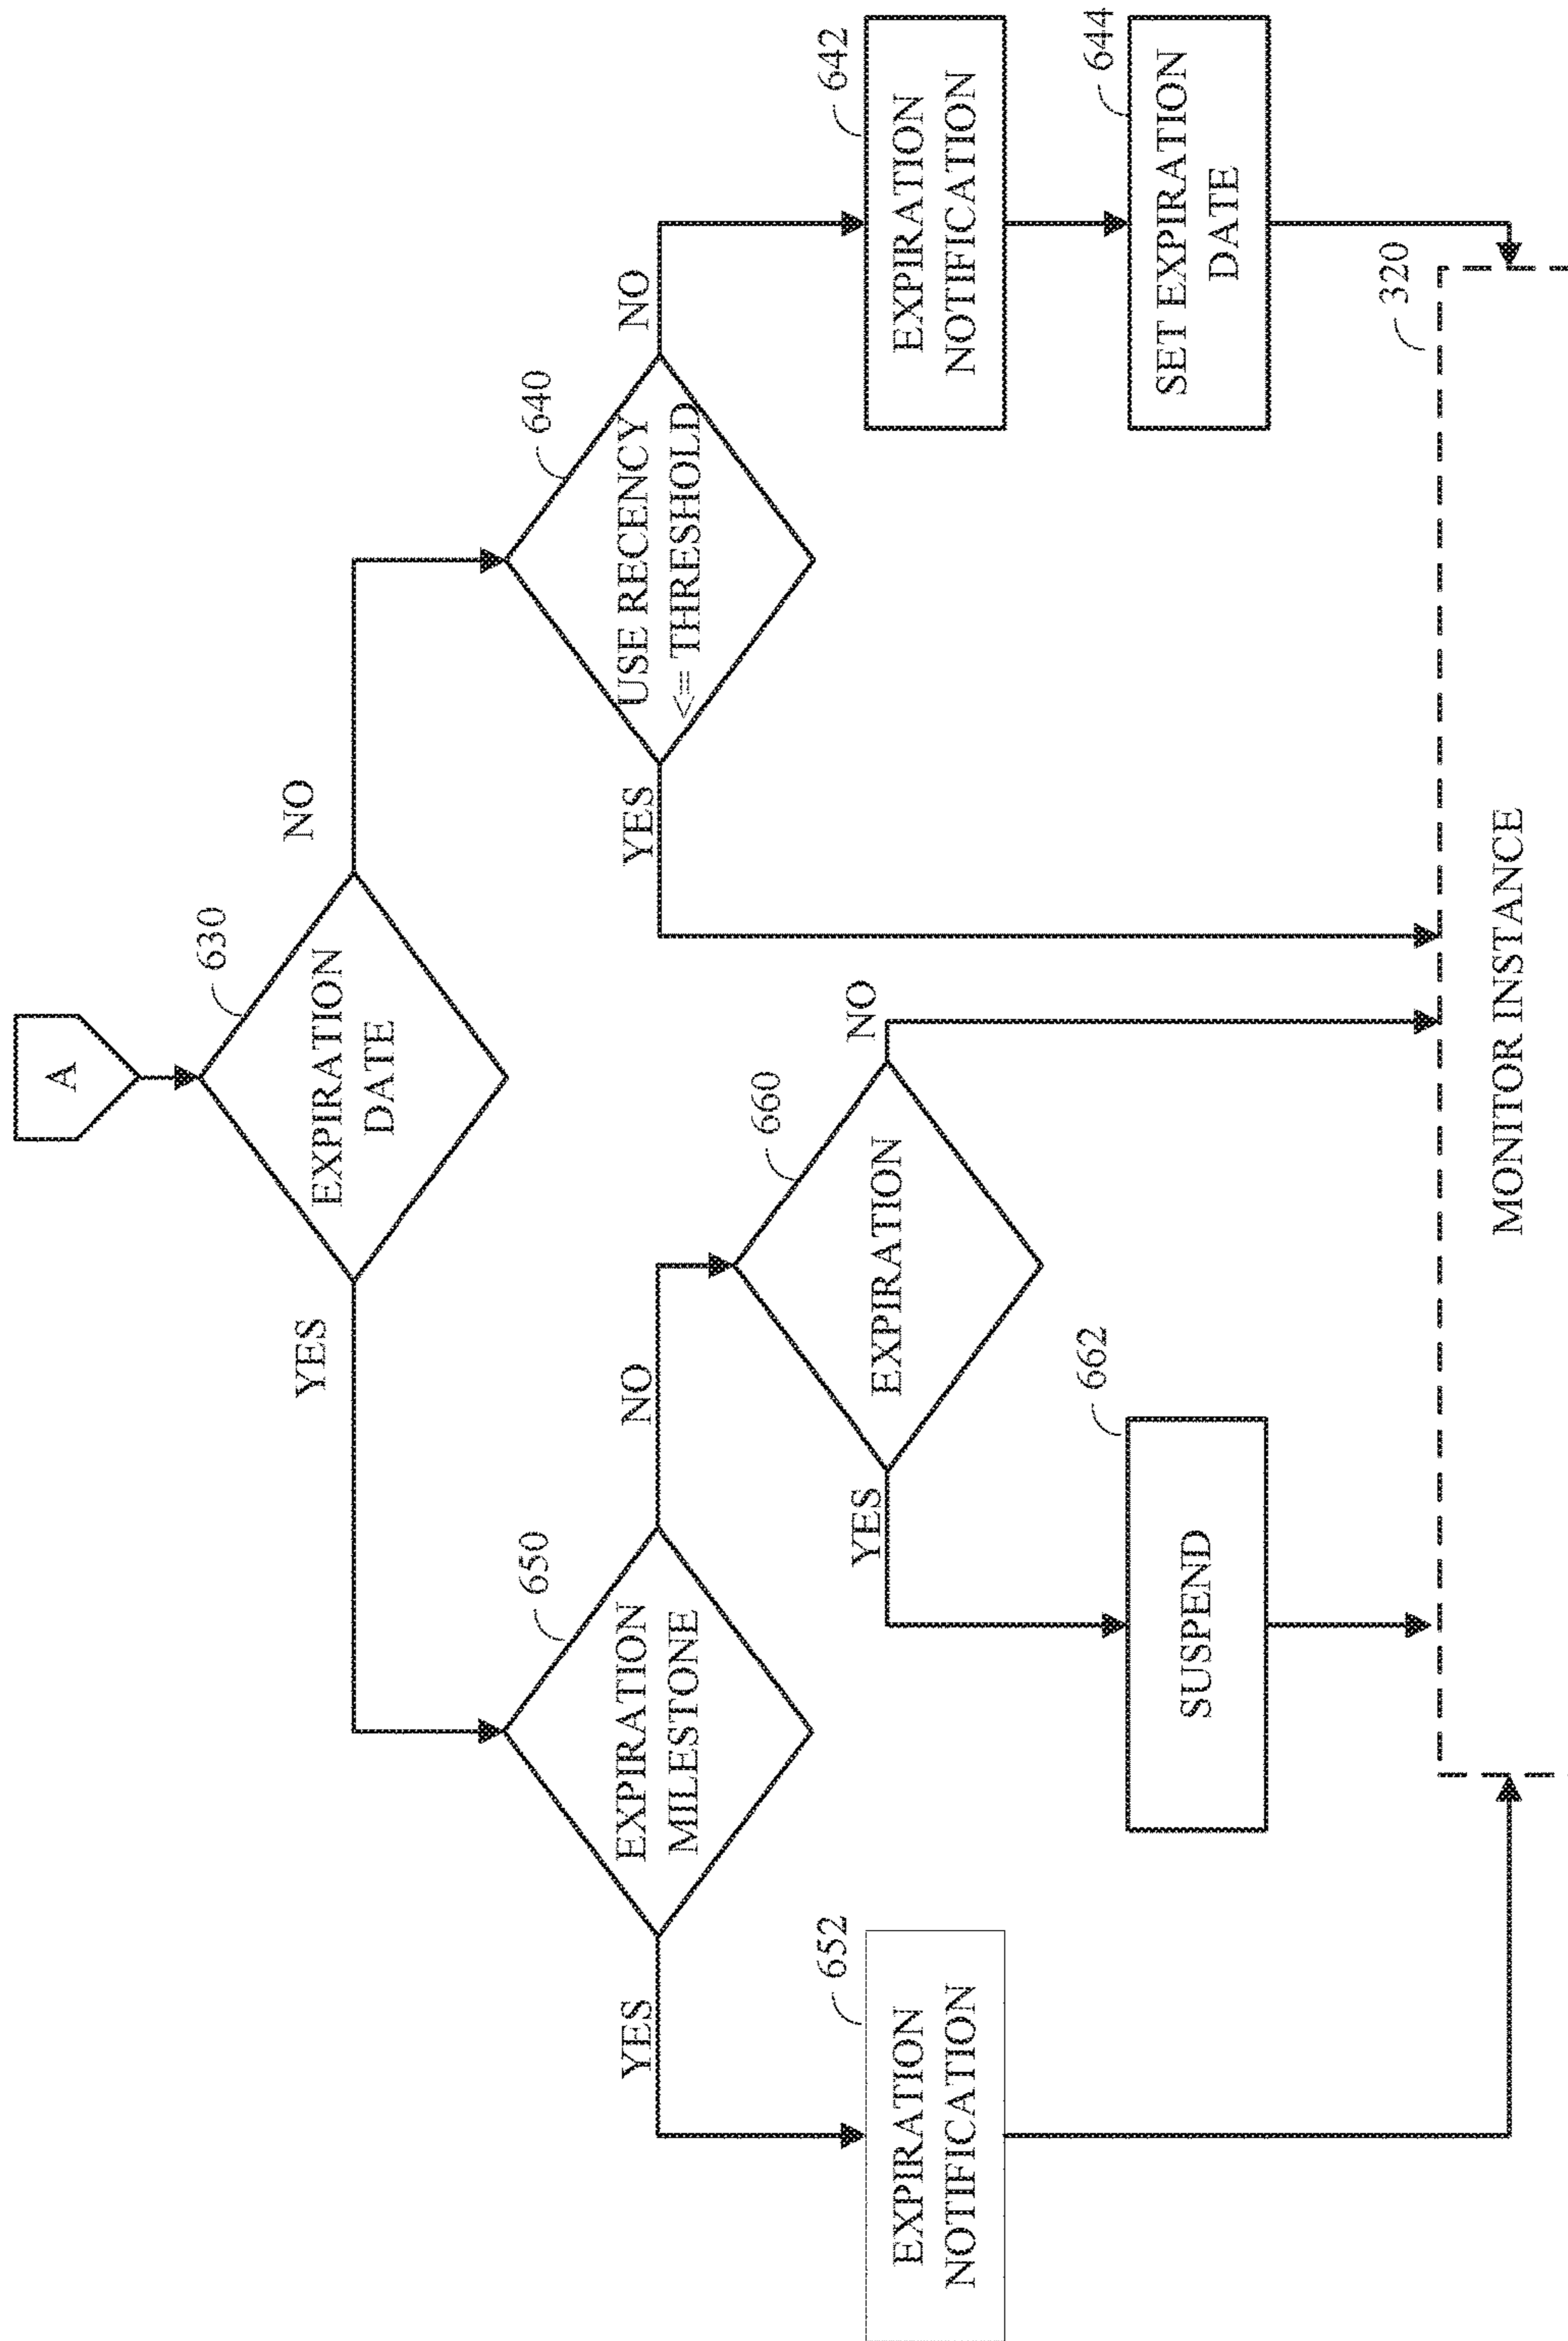 A
630
EXPIRATION
DATE
YES
NO
650
EXPIRATION
MILESTONE
640
USE RECENCY
<= THRESHOLD
YES
NO
YES
NO
652
EXPIRATION
NOTIFICATION
660
EXPIRATION
YES
NO
642
EXPIRATION
NOTIFICATION
662
SUSPEND
644
SET EXPIRATION
DATE
320
MONITOR INSTANCE